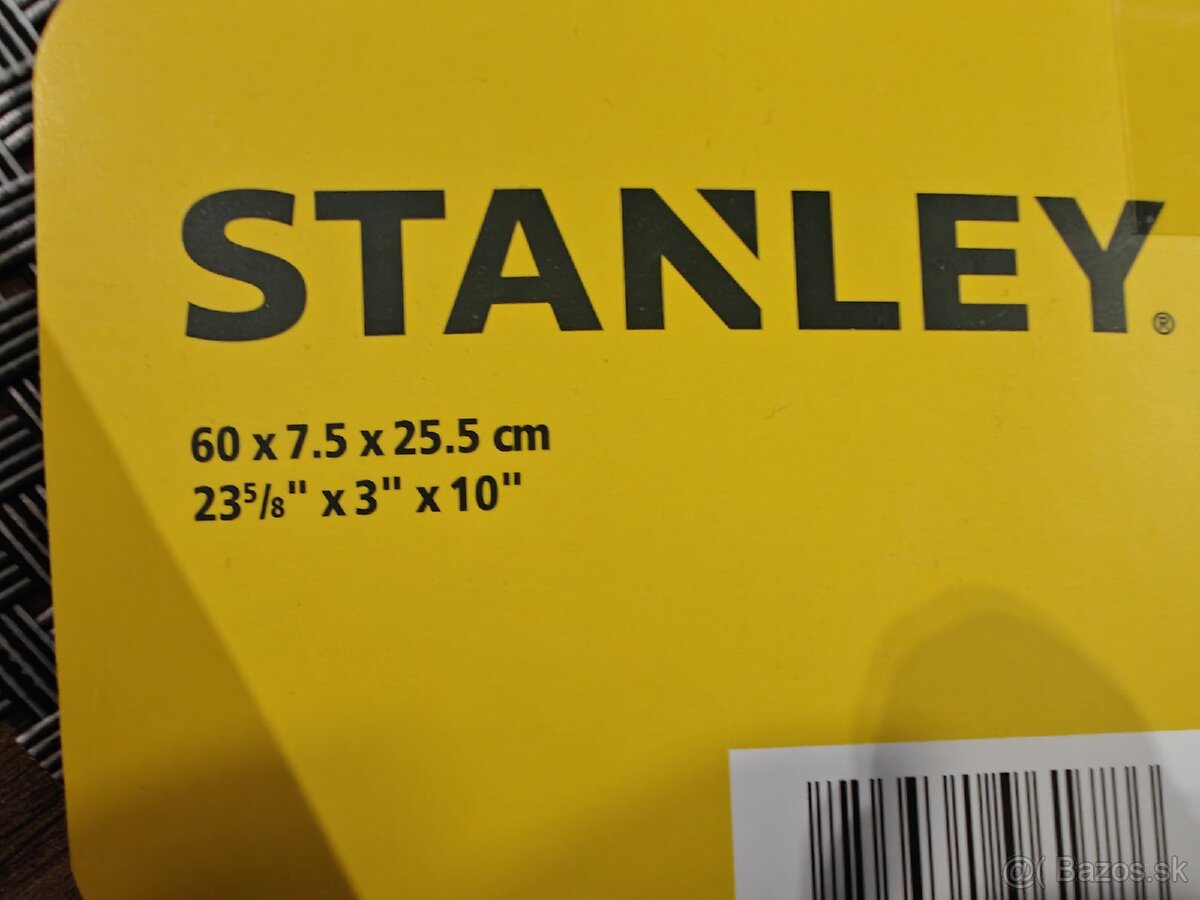 STANLEY®
60 x 7.5 x 25.5 cm
23⁵/₈" x 3" x 10"
@( Bazos.sk